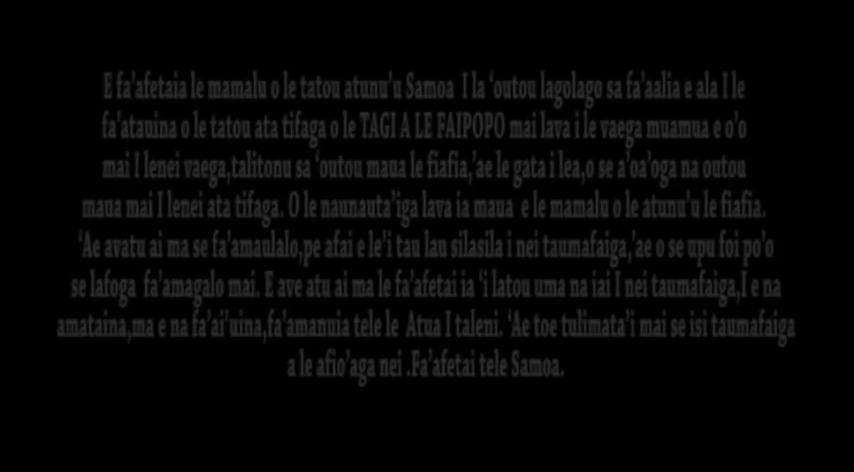 E fa'afetaia le mamalu o le tatou atunu'u Samoa I la 'outou lagolago sa fa'aalia e ala I le
fa'atauina o le tatou ata tifaga o le TAGI A LE FAIPOPO mai lava i le vaega muamua e o'o
mai I lenei vaega,talitonu sa 'outou maua le fiafia,'ae le gata i lea,o se a'oa'oga na outou
maua mai I lenei ata tifaga. O le naunauta'iga lava ia maua e le mamalu o le atunu'u le fiafia.
'Ae avatu ai ma se fa'amaulalo,pe afai e le'i tau lau silasila i nei taumafaiga,'ae o se upu foi po'o
se lafoga fa'amagalo mai. E ave atu ai ma le fa'afetai ia 'i latou uma na iai I nei taumafaiga,I e na
amataina,ma e na fa'ai'uina,fa'amanuia tele le Atua I taleni. 'Ae toe tulimata'i mai se isi taumafaiga
a le afio'aga nei .Fa'afetai tele Samoa.